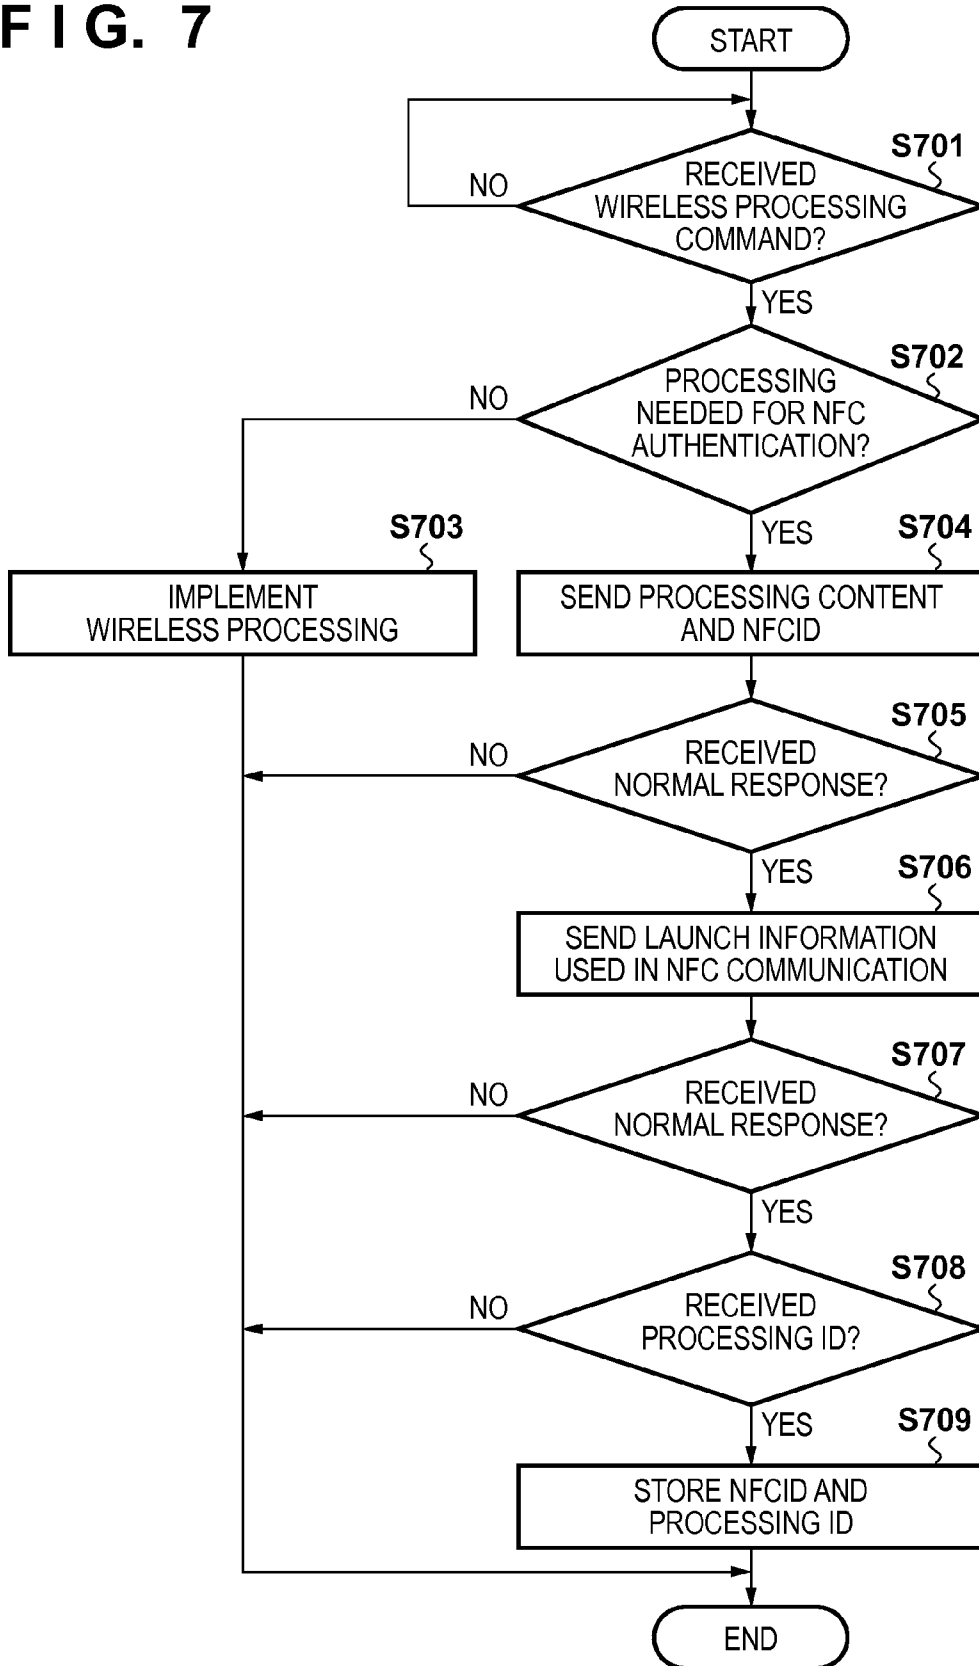 FIG. 7
START
S701
RECEIVED
WIRELESS PROCESSING
COMMAND?
NO
YES
S702
PROCESSING
NEEDED FOR NFC
AUTHENTICATION?
NO
YES
S703
IMPLEMENT
WIRELESS PROCESSING
S704
SEND PROCESSING CONTENT
AND NFCID
S705
RECEIVED
NORMAL RESPONSE?
NO
YES
S706
SEND LAUNCH INFORMATION
USED IN NFC COMMUNICATION
S707
RECEIVED
NORMAL RESPONSE?
NO
YES
S708
RECEIVED
PROCESSING ID?
NO
YES
S709
STORE NFCID AND
PROCESSING ID
END